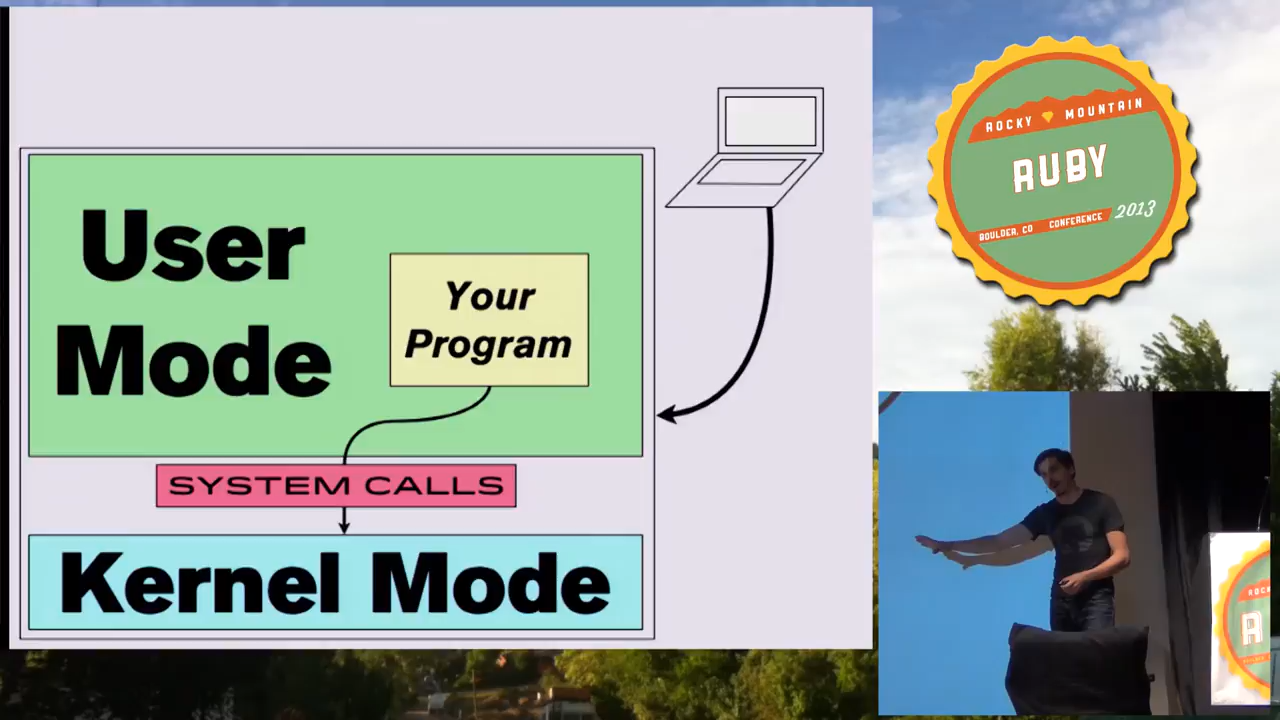 User
Mode
Your
Program
SYSTEM CALLS
Kernel Mode
ROCKY MOUNTAIN
RUBY
BOULDER, CO CONFERENCE 2013